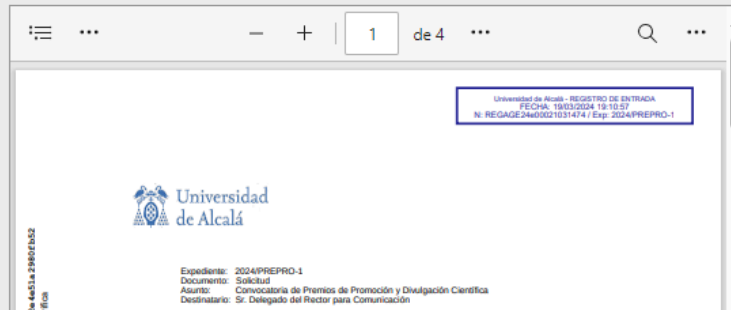 1 de 4
Universidad de Alcalá - REGISTRO DE ENTRADA
FECHA: 19/03/2024 19:10:57
N: REGAGE24e00021031474 / Exp: 2024/PREPRO-1
Universidad
de Alcalá
Expediente: 2024/PREPRO-1
Documento: Solicitud
Asunto: Convocatoria de Premios de Promoción y Divulgación Científica
Destinatario: Sr. Delegado del Rector para Comunicación